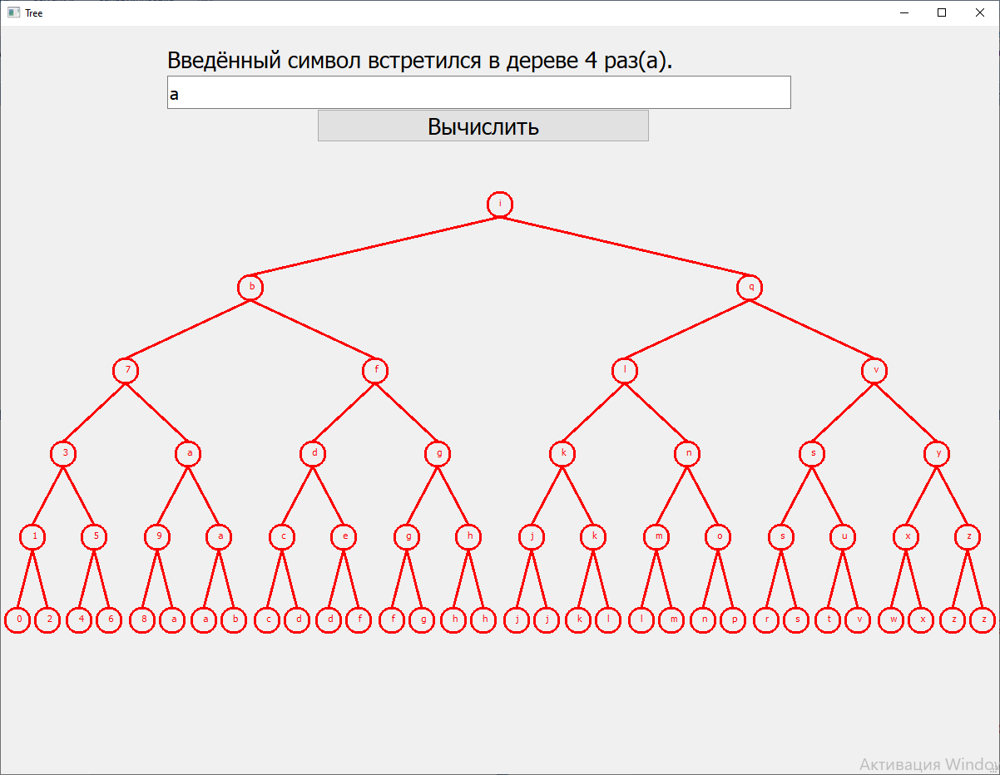 Tree
Введённый символ встретился в дереве 4 раз(а).
a
Вычислить
i
b q
7 f l v
3 a d g k n s y
1 5 9 a c e g h j k m o s u x z
0 2 4 6 8 a a b c d d f f g h h j j k l l m n p r s t v w x z z
Активация Window